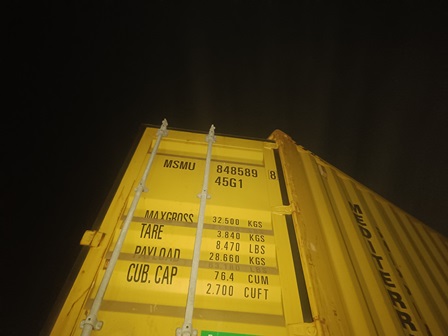 MSMU 848589 8
45G1
MAXGROSS 32.500 KGS
TARE 3.840 KGS
8.470 LBS
PAYLOAD 28.660 KGS
CUB. CAP 76.4 CUM
2.700 CUFT
MEDITERR